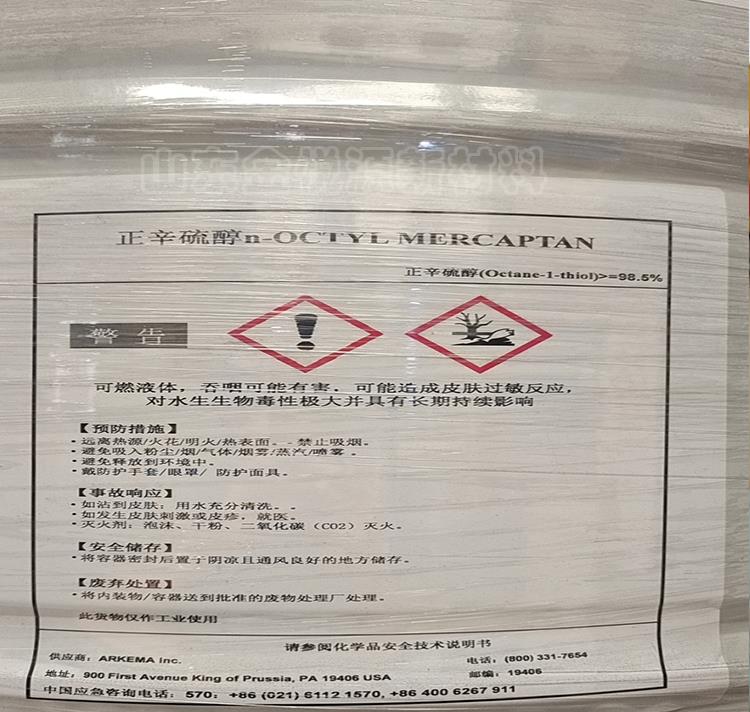 山东金悦源新材料
正辛硫醇n-OCTYL MERCAPTAN
正辛硫醇(Octane-1-thiol)>=98.5%
警 告
可燃液体，吞咽可能有害．可能造成皮肤过敏反应，
对水生生物毒性极大并具有长期持续影响
【预防措施】
·远离热源/火花/明火/热表面。-禁止吸烟。
·避免吸入粉尘/烟/气体/烟雾/蒸汽/喷雾 。
·避免释放到环境中。
·戴防护手套/眼罩/ 防护面具。
【事故响应】
·如沾到皮肤：用水充分清洗。。
·如发生皮肤刺激或皮疹，就医。
·灭火剂：泡沫、干粉、二氧化碳（CO2）灭火。
【安全储存】
·将容器密封后置于阴凉且通风良好的地方储存。
【废弃处置】
·将内装物/容器送到批准的废物处理厂处理。
此货物仅作工业使用
请参阅化学品安全技术说明书
供应商：ARKEMA Inc.
电话：(800) 331-7654
地址：900 First Avenue King of Prussia, PA 19406 USA
邮编：19406
中国应急咨询电话：570：+86 (021) 6112 1570, +86 400 6267 911